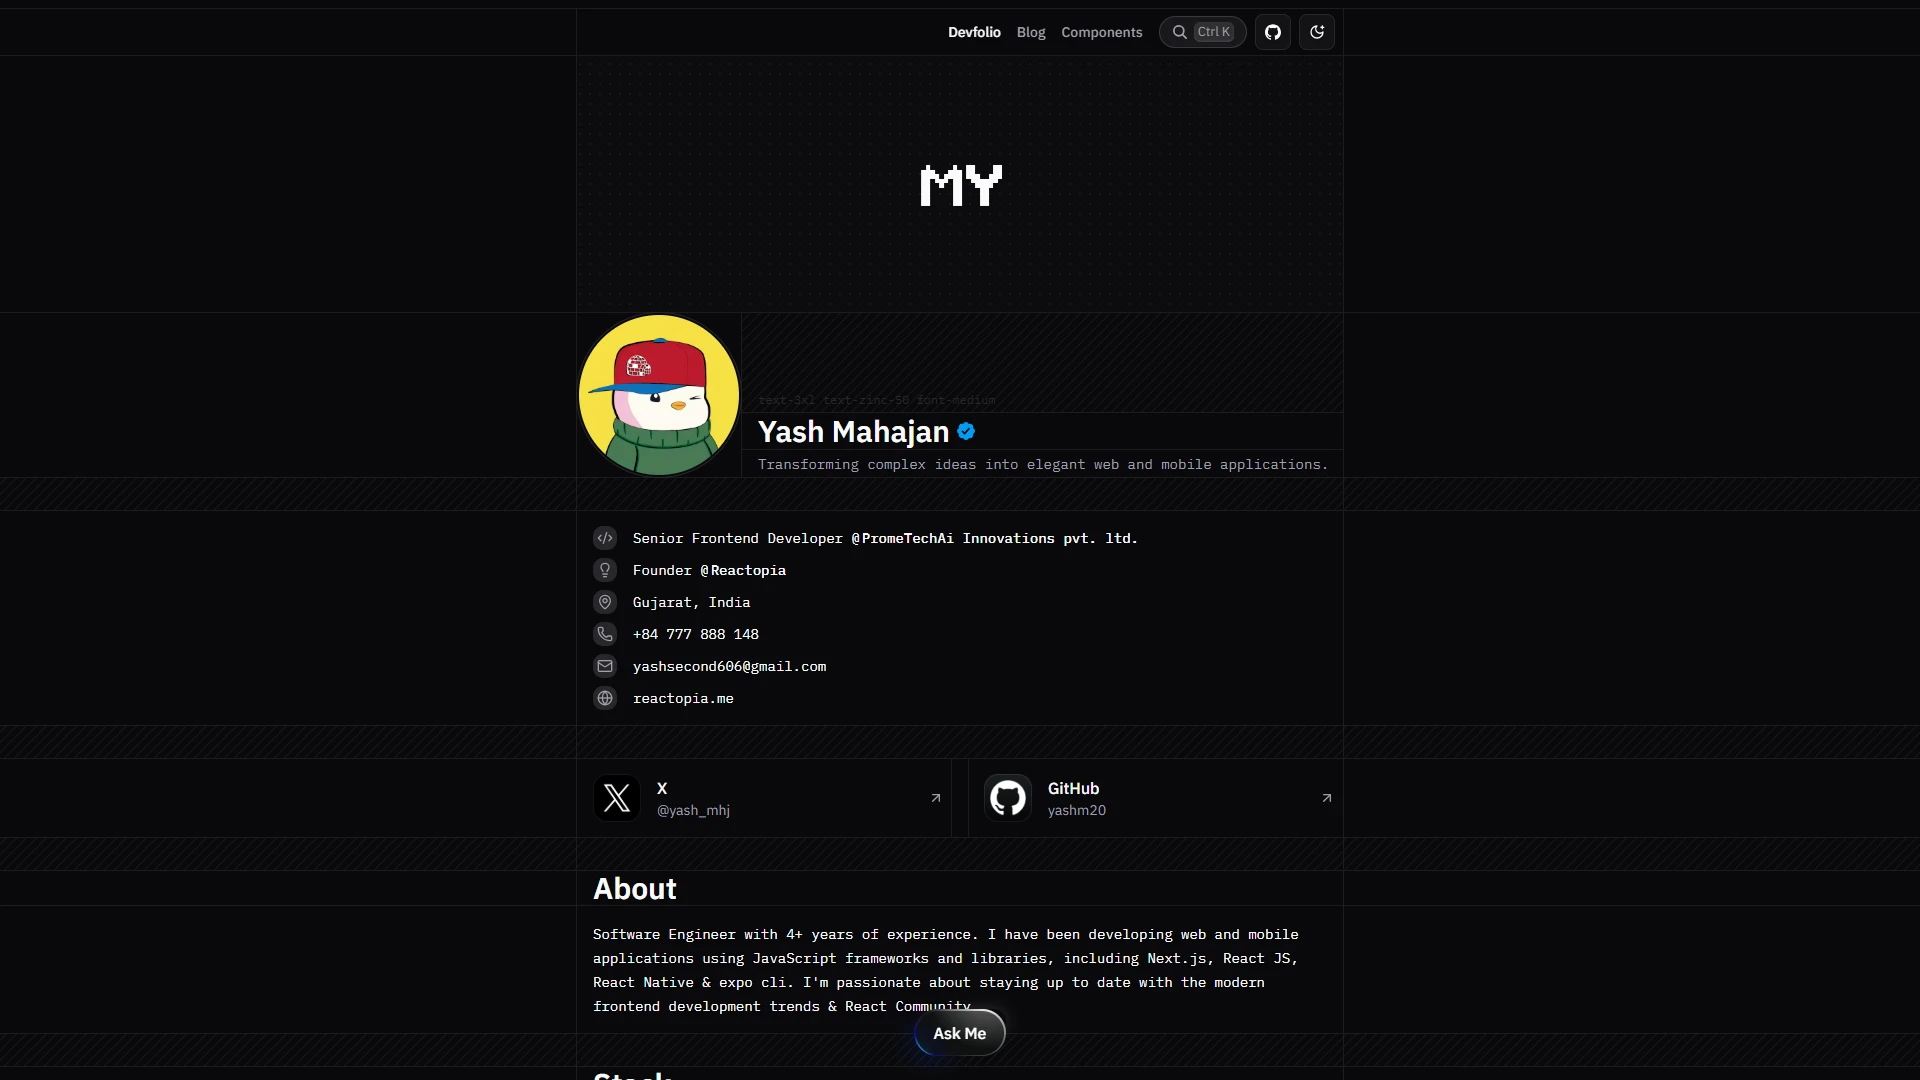 Devfolio Blog Components Ctrl K
MY
text-3xl text-zinc-50 font-medium
Yash Mahajan
Transforming complex ideas into elegant web and mobile applications.
Senior Frontend Developer @PromeTechAi Innovations pvt. ltd.
Founder @Reactopia
Gujarat, India
+84 777 888 148
yashsecond606@gmail.com
reactopia.me
X
@yash_mhj
GitHub
yashm20
About
Software Engineer with 4+ years of experience. I have been developing web and mobile
applications using JavaScript frameworks and libraries, including Next.js, React JS,
React Native & expo cli. I'm passionate about staying up to date with the modern
frontend development trends & React Community.
Ask Me
Stack